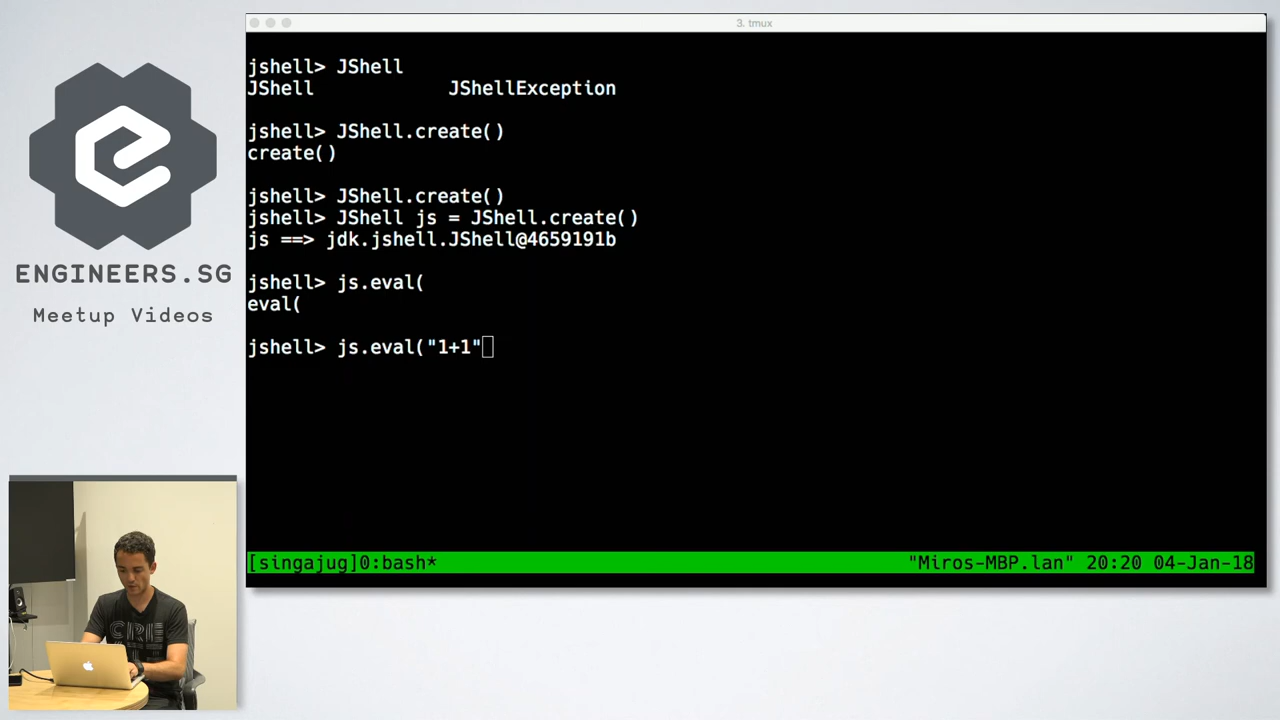 3. tmux
jshell> JShell
JShell JShellException
jshell> JShell.create()
create()
jshell> JShell.create()
jshell> JShell js = JShell.create()
js ==> jdk.jshell.JShell@4659191b
jshell> js.eval(
eval(
jshell> js.eval("1+1"
[singajug]0:bash* "Miros-MBP.lan" 20:20 04-Jan-18
ENGINEERS.SG
Meetup Videos
CRE